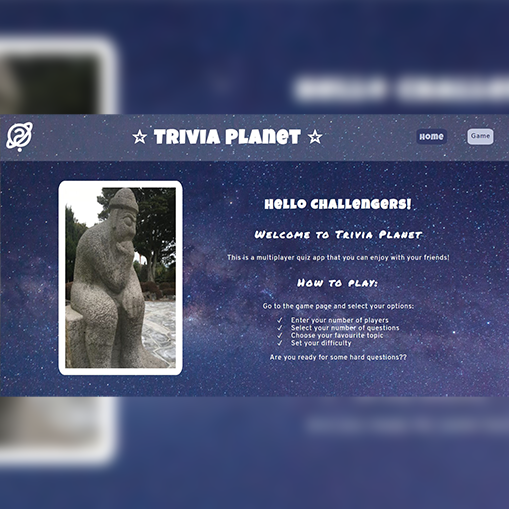 ☆ Trivia Planet ☆
Home
Game
Hello Challengers!
Welcome to Trivia Planet
This is a multiplayer quiz app that you can enjoy with your friends!
How to play:
Go to the game page and select your options:
✓ Enter your number of players
✓ Select your number of questions
✓ Choose your favourite topic
✓ Set your difficulty
Are you ready for some hard questions??